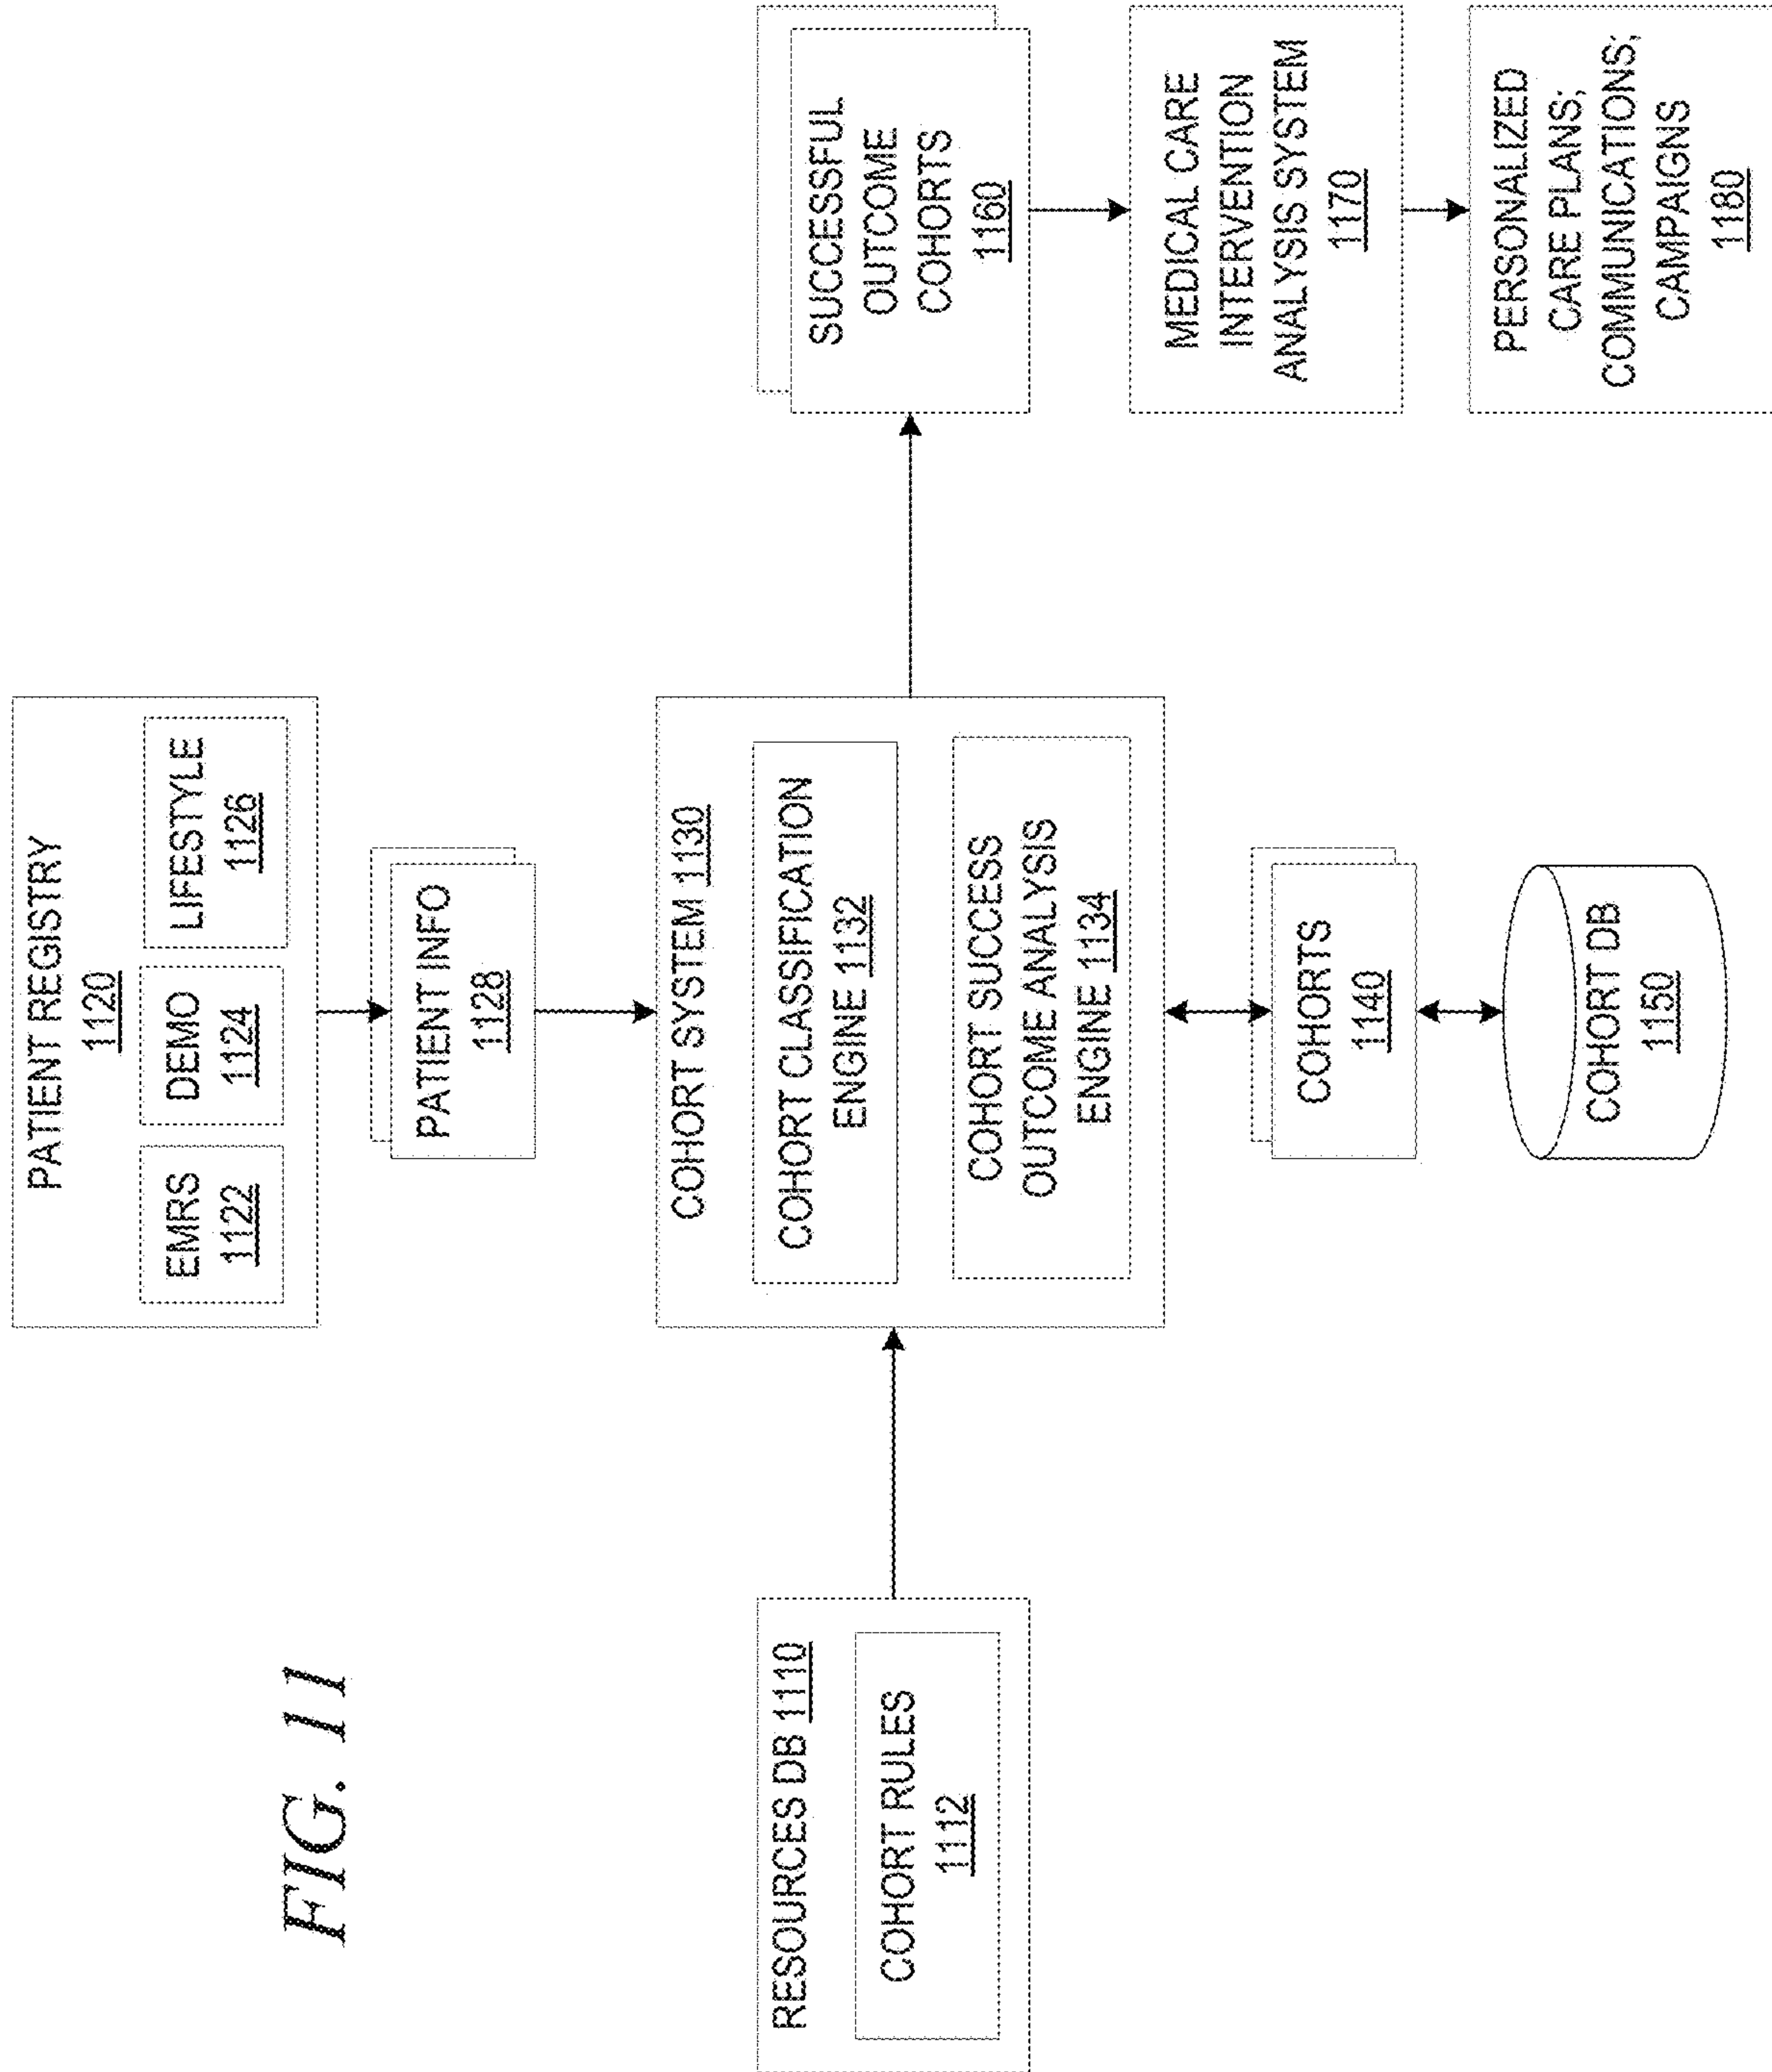 FIG. 11
PATIENT REGISTRY
1120
EMRS
1122
DEMO
1124
LIFESTYLE
1126
PATIENT INFO
1128
RESOURCES DB 1110
COHORT RULES
1112
COHORT SYSTEM 1130
COHORT CLASSIFICATION
ENGINE 1132
COHORT SUCCESS
OUTCOME ANALYSIS
ENGINE 1134
COHORTS
1140
COHORT DB
1150
SUCCESSFUL
OUTCOME
COHORTS
1160
MEDICAL CARE
INTERVENTION
ANALYSIS SYSTEM
1170
PERSONALIZED
CARE PLANS;
COMMUNICATIONS;
CAMPAIGNS
1180